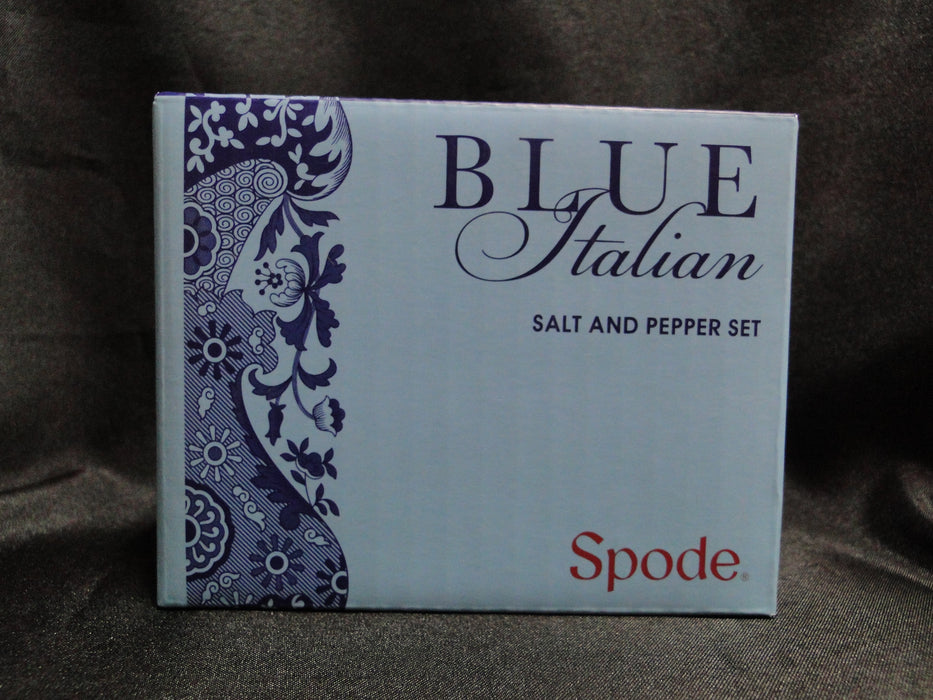 BLUE
Italian
SALT AND PEPPER SET
Spode®